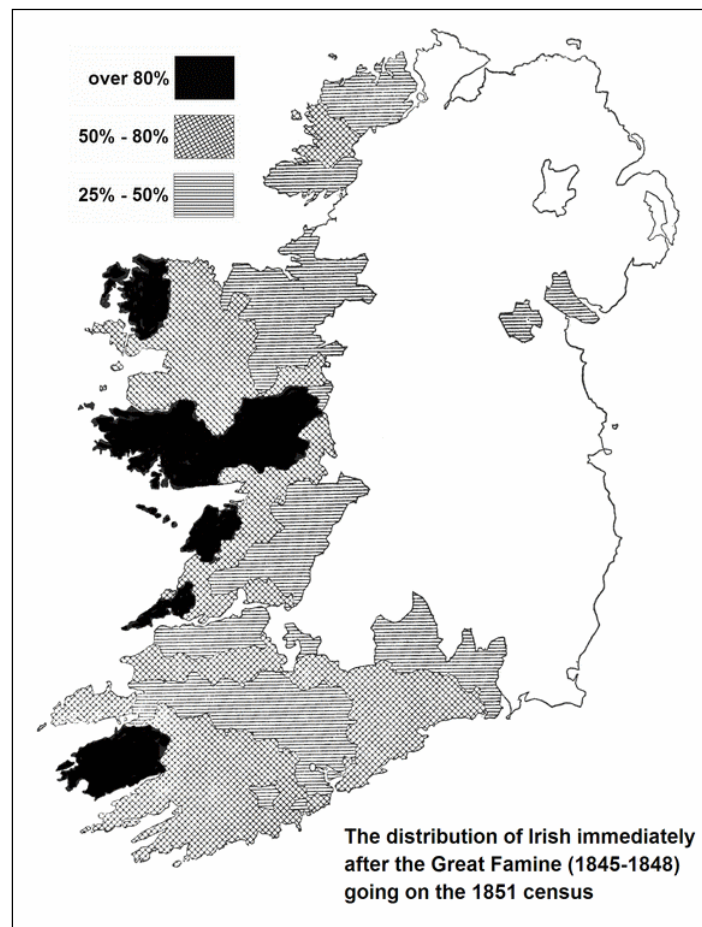 over 80%
50% - 80%
25% - 50%
The distribution of Irish immediately
after the Great Famine (1845-1848)
going on the 1851 census